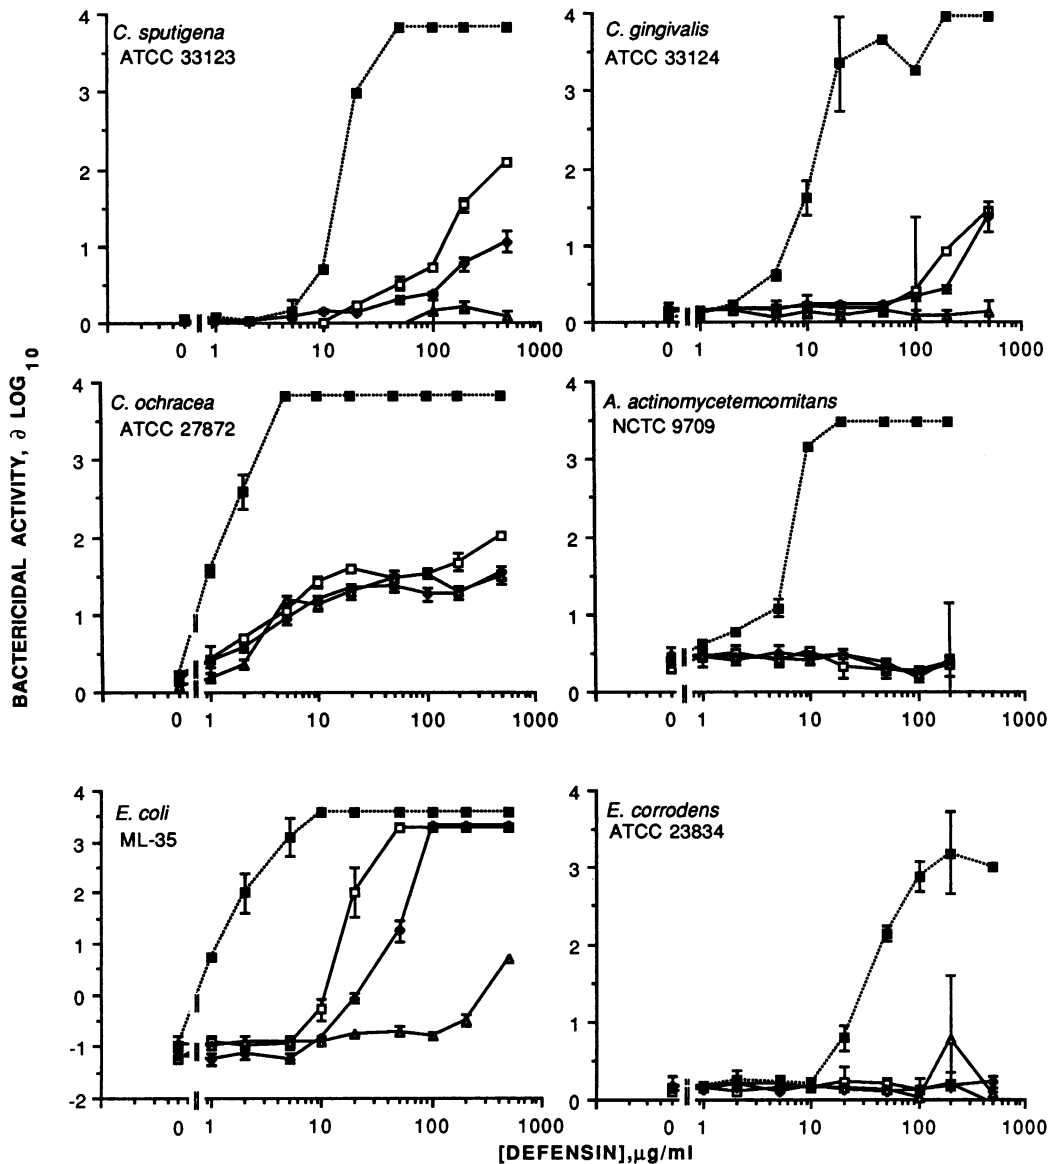 BACTERICIDAL ACTIVITY, ∂ LOG 10
C. sputigena
ATCC 33123
4
3
2
1
0
0 1 10 100 1000
C. gingivalis
ATCC 33124
4
3
2
1
0
0 1 10 100 1000
C. ochracea
ATCC 27872
4
3
2
1
0
0 1 10 100 1000
A. actinomycetemcomitans
NCTC 9709
4
3
2
1
0
0 1 10 100 1000
E. coli
ML-35
4
3
2
1
0
-1
-2
0 1 10 100 1000
E. corrodens
ATCC 23834
4
3
2
1
0
0 1 10 100 1000
[DEFENSIN],µg/ml